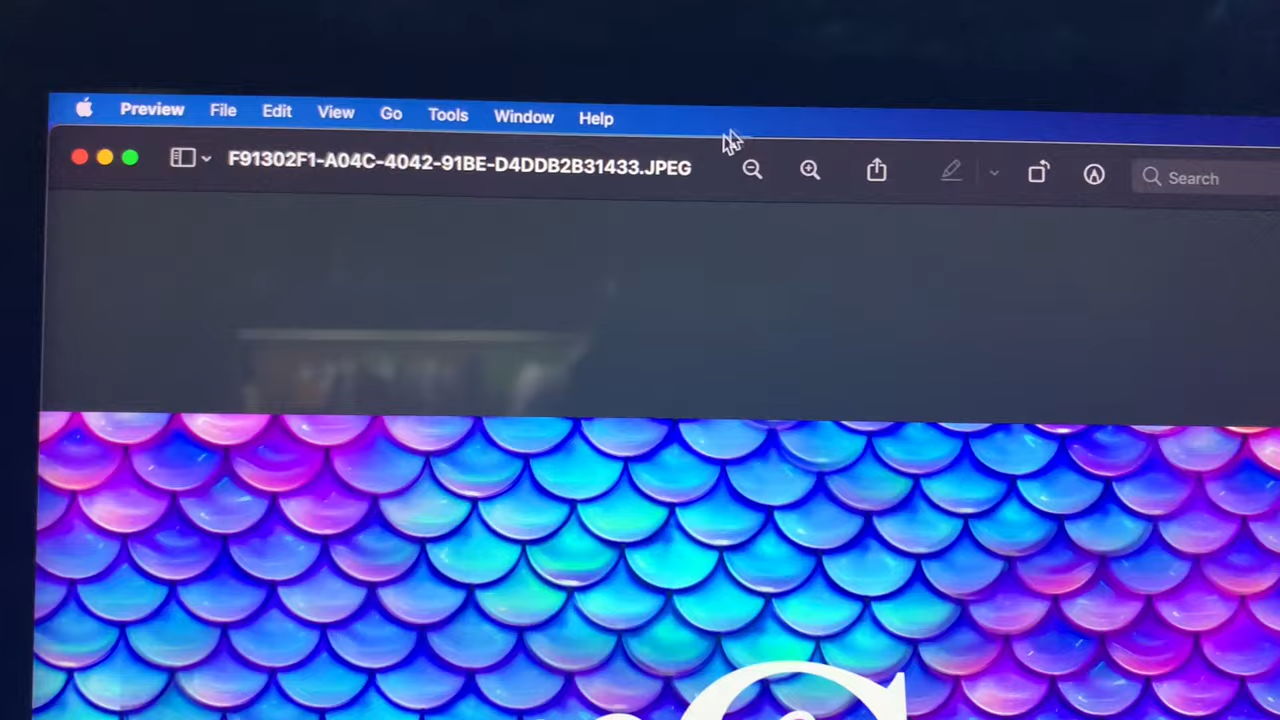 Preview File Edit View Go Tools Window Help
F91302F1-A04C-4042-91BE-D4DDB2B31433.JPEG Search